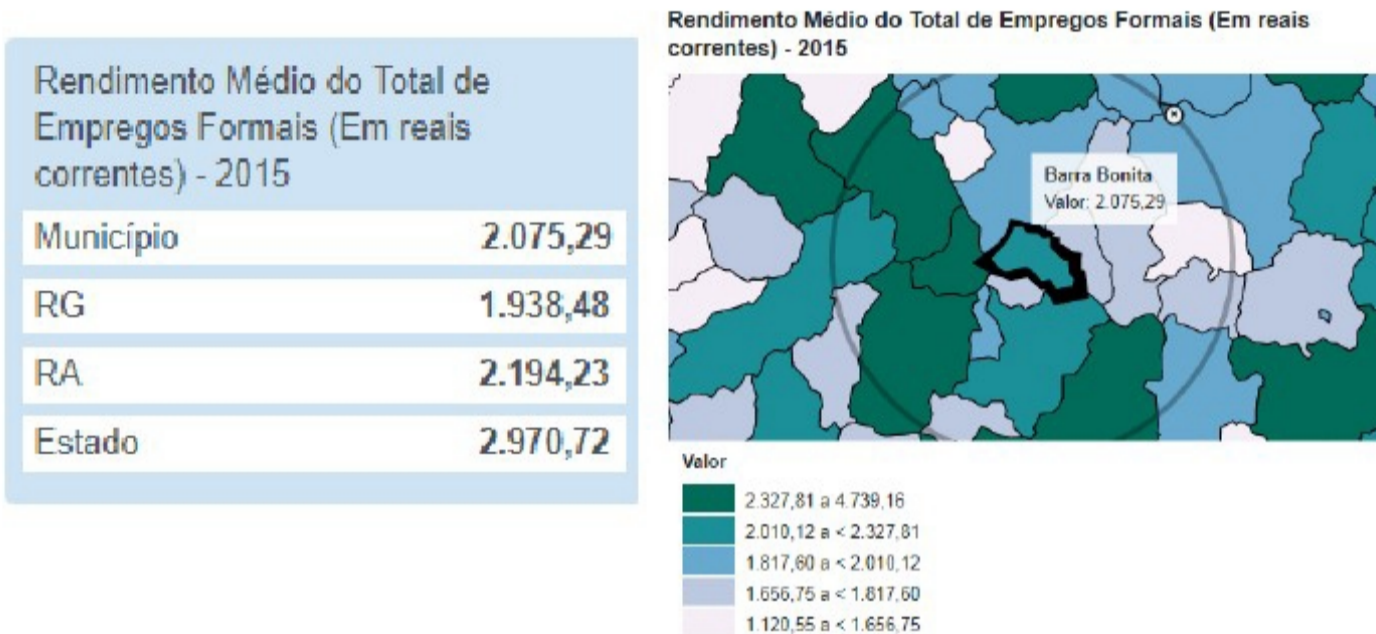 Rendimento Médio do Total de
Empregos Formais (Em reais
correntes) - 2015
Município 2.075,29
RG 1.938,48
RA 2.194,23
Estado 2.970,72
Rendimento Médio do Total de Empregos Formais (Em reais
correntes) - 2015
Barra Bonita
Valor: 2.075,29
Valor
2.327,81 a 4.739,16
2.010,12 a < 2.327,81
1.817,60 a < 2.010,12
1.656,75 a < 1.817,60
1.120,55 a < 1.656,75